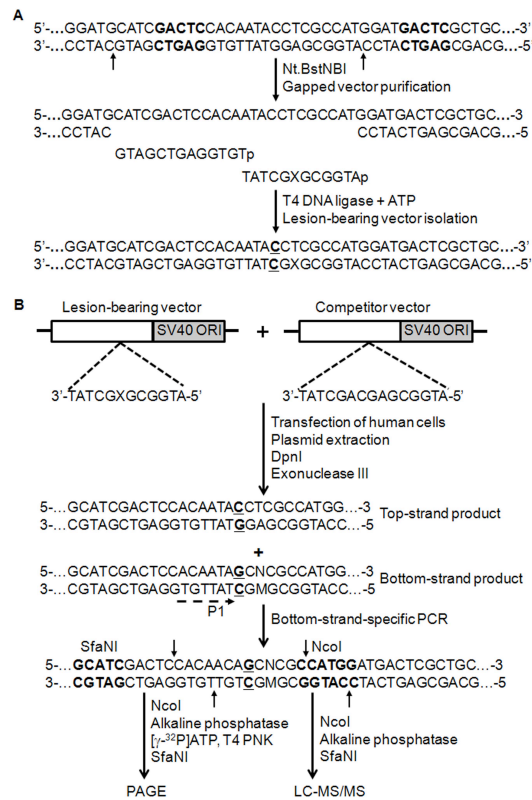 A
5'-...GGATGCATCGACTCCACAATACCTCGCCATGGATGACTCGCTGC...-3'
3'-...CCTACGTAGCTGAGGTGTTATGGAGCGGTACCTACTGAGCGACG...-5'
Nt.BstNBI
Gapped vector purification
5'-...GGATGCATCGACTCCACAATACCTCGCCATGGATGACTCGCTGC...-3
3-...CCTAC CCTACTGAGCGACG...-5
GTAGCTGAGGTGTp
TATCGXGCGGTAp
T4 DNA ligase + ATP
Lesion-bearing vector isolation
5'-...GGATGCATCGACTCCACAATACCTCGCCATGGATGACTCGCTGC...-3'
3'-...CCTACGTAGCTGAGGTGTTATCGXGCGGTACCTACTGAGCGACG...-5'
B
Lesion-bearing vector
Competitor vector
SV40 ORI
+
SV40 ORI
3'-TATCGXGCGGTA-5'
3'-TATCGACGAGCGGTA-5'
Transfection of human cells
Plasmid extraction
DpnI
Exonuclease III
5-...GCATCGACTCCACAATACCTCGCCATGG...-3
3-...CGTAGCTGAGGTGTTATGGAGCGGTACC...-5
Top-strand product
+
5-...GCATCGACTCCACAATAGCNCGCCATGG...-3
3-...CGTAGCTGAGGTGTTATCGMGCGGTACC...-5
Bottom-strand product
P1
Bottom-strand-specific PCR
SfaNI
NcoI
5-...GCATCGACTCCACAACAGCNCGCCATGGATGACTCGCTGC...-3
3-...CGTAGCTGAGGTGTTGTCGMGCGGTACCTACTGAGCGACG...-5
NcoI
Alkaline phosphatase
[γ-32P]ATP, T4 PNK
SfaNI
NcoI
Alkaline phosphatase
SfaNI
PAGE
LC-MS/MS